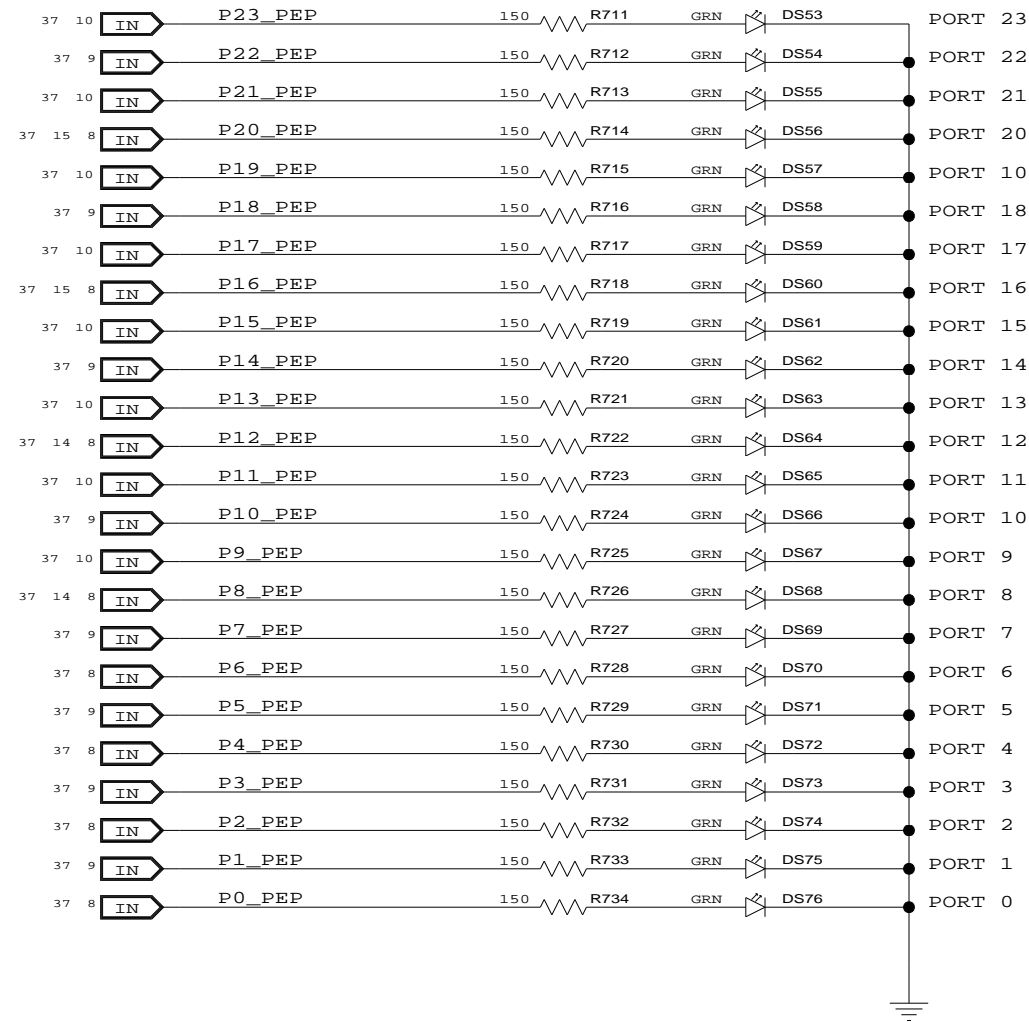 37 10 IN P23_PEP 150 R711 GRN DS53 PORT 23
37 9 IN P22_PEP 150 R712 GRN DS54 PORT 22
37 10 IN P21_PEP 150 R713 GRN DS55 PORT 21
37 15 8 IN P20_PEP 150 R714 GRN DS56 PORT 20
37 10 IN P19_PEP 150 R715 GRN DS57 PORT 10
37 9 IN P18_PEP 150 R716 GRN DS58 PORT 18
37 10 IN P17_PEP 150 R717 GRN DS59 PORT 17
37 15 8 IN P16_PEP 150 R718 GRN DS60 PORT 16
37 10 IN P15_PEP 150 R719 GRN DS61 PORT 15
37 9 IN P14_PEP 150 R720 GRN DS62 PORT 14
37 10 IN P13_PEP 150 R721 GRN DS63 PORT 13
37 14 8 IN P12_PEP 150 R722 GRN DS64 PORT 12
37 10 IN P11_PEP 150 R723 GRN DS65 PORT 11
37 9 IN P10_PEP 150 R724 GRN DS66 PORT 10
37 10 IN P9_PEP 150 R725 GRN DS67 PORT 9
37 14 8 IN P8_PEP 150 R726 GRN DS68 PORT 8
37 9 IN P7_PEP 150 R727 GRN DS69 PORT 7
37 8 IN P6_PEP 150 R728 GRN DS70 PORT 6
37 9 IN P5_PEP 150 R729 GRN DS71 PORT 5
37 8 IN P4_PEP 150 R730 GRN DS72 PORT 4
37 9 IN P3_PEP 150 R731 GRN DS73 PORT 3
37 8 IN P2_PEP 150 R732 GRN DS74 PORT 2
37 9 IN P1_PEP 150 R733 GRN DS75 PORT 1
37 8 IN P0_PEP 150 R734 GRN DS76 PORT 0